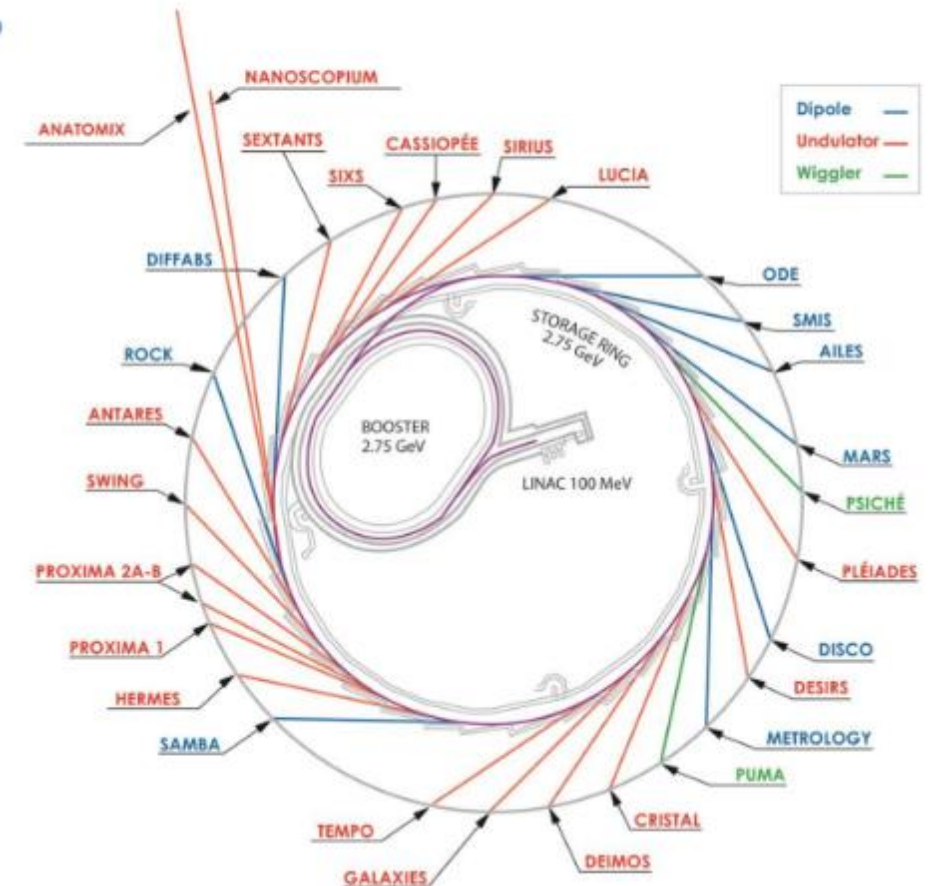 NANOSCOPIUM
ANATOMIX
SEXTANTS
CASSIOPÉE
SIRIUS
SIXS
LUCIA
Dipole
Undulator
Wiggler
DIFFABS
ODE
SMIS
ROCK
AILES
STORAGE RING
2.75 GeV
ANTARES
BOOSTER
2.75 GeV
MARS
SWING
LINAC 100 MeV
PSICHÉ
PROXIMA 2A-B
PLÉIADES
PROXIMA 1
DISCO
HERMES
DESIRS
SAMBA
METROLOGY
PUMA
TEMPO
CRISTAL
GALAXIES
DEIMOS